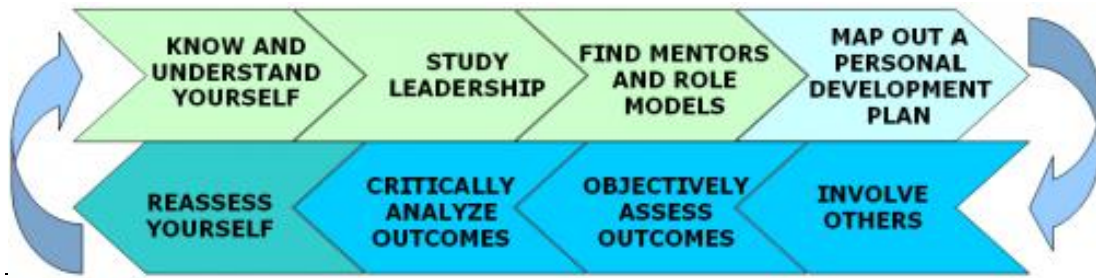 KNOW AND
UNDERSTAND
YOURSELF
STUDY
LEADERSHIP
FIND MENTORS
AND ROLE
MODELS
MAP OUT A
PERSONAL
DEVELOPMENT
PLAN
INVOLVE
OTHERS
OBJECTIVELY
ASSESS
OUTCOMES
CRITICALLY
ANALYZE
OUTCOMES
REASSESS
YOURSELF
.